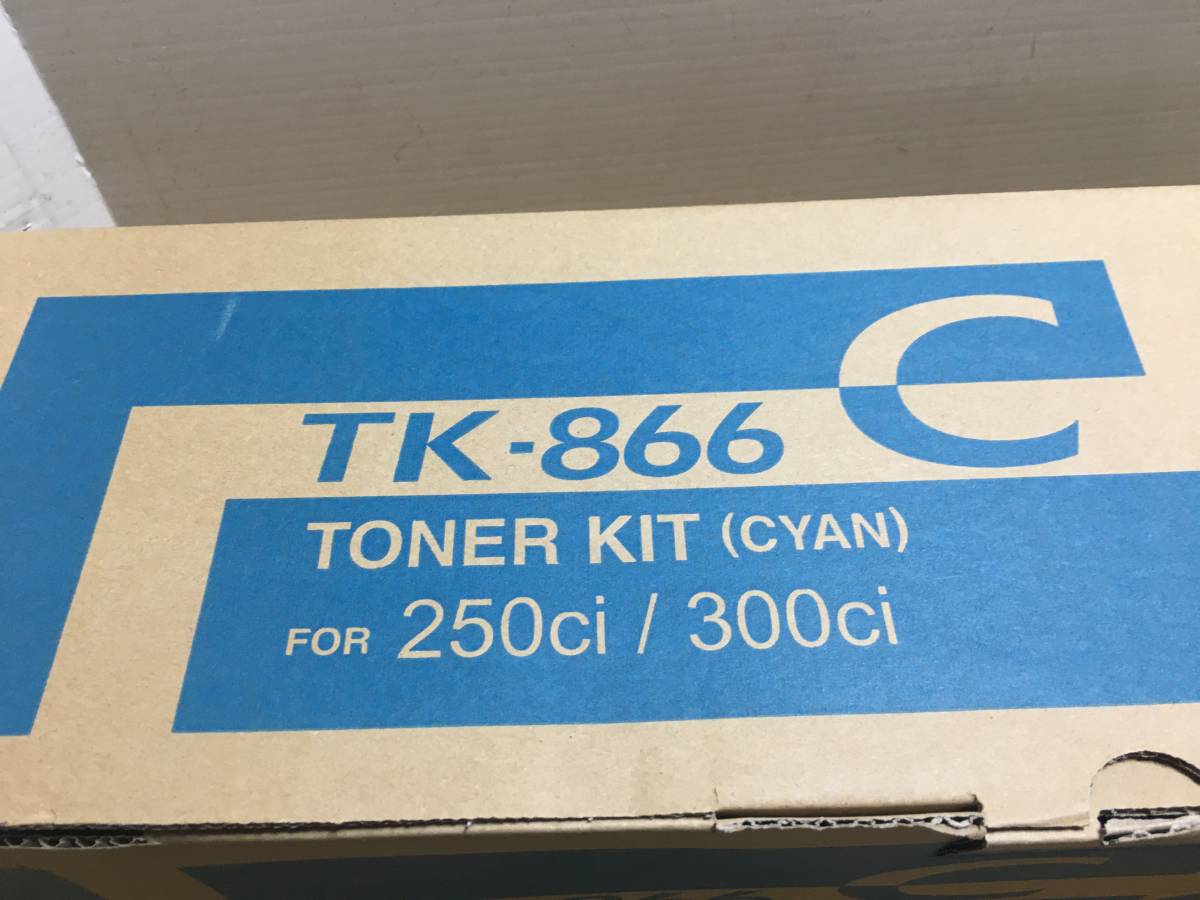 C
TK-866
TONER KIT (CYAN)
FOR 250ci / 300ci